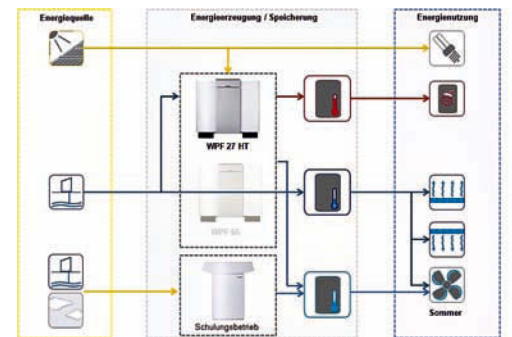 Energiequelle
Energieerzeugung / Speicherung
Energienutzung
WPF 27 HT
WPF 66
Schulungsbetrieb
Sommer